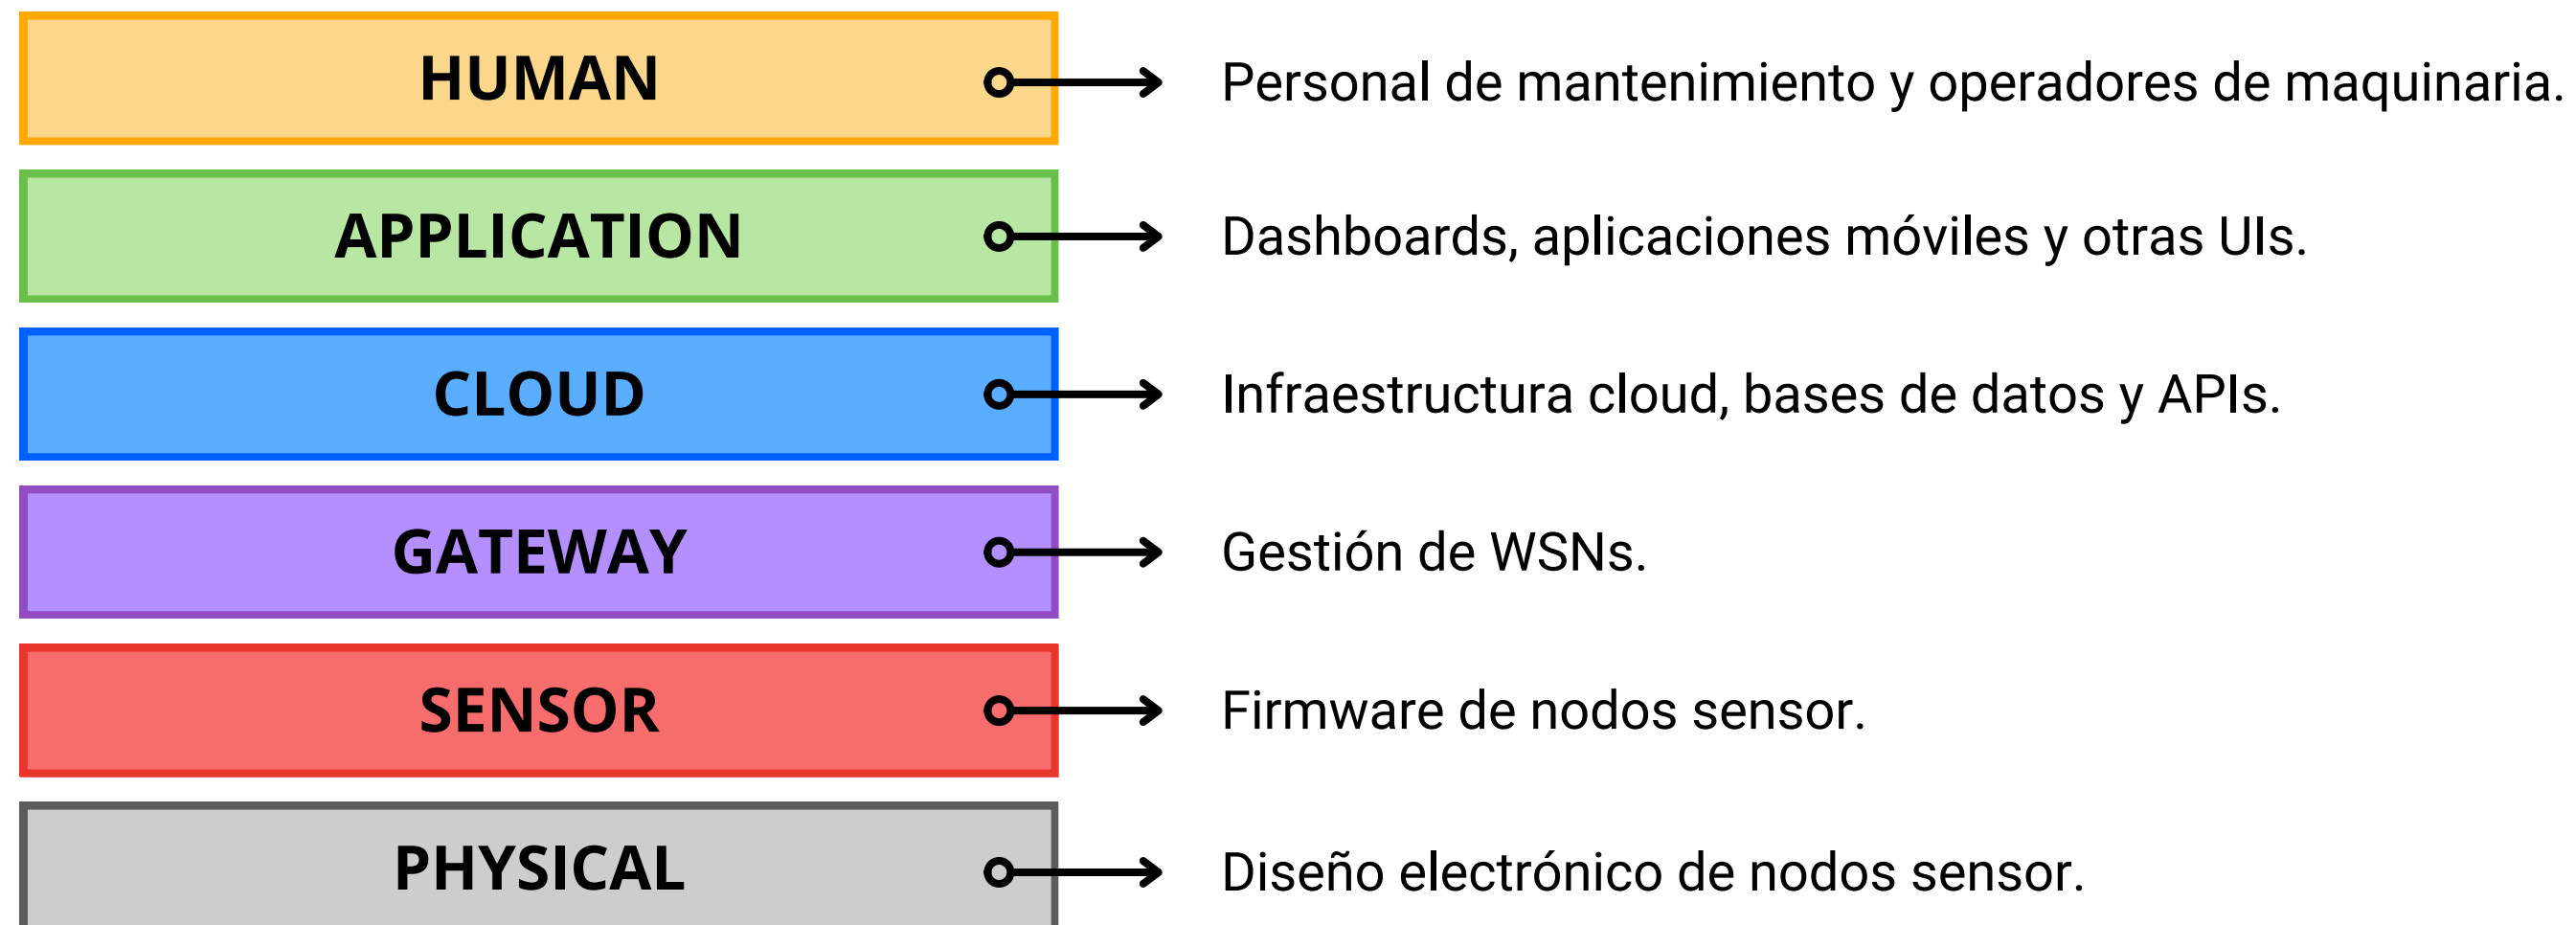 HUMAN
Personal de mantenimiento y operadores de maquinaria.
APPLICATION
Dashboards, aplicaciones móviles y otras UIs.
CLOUD
Infraestructura cloud, bases de datos y APIs.
GATEWAY
Gestión de WSNs.
SENSOR
Firmware de nodos sensor.
PHYSICAL
Diseño electrónico de nodos sensor.